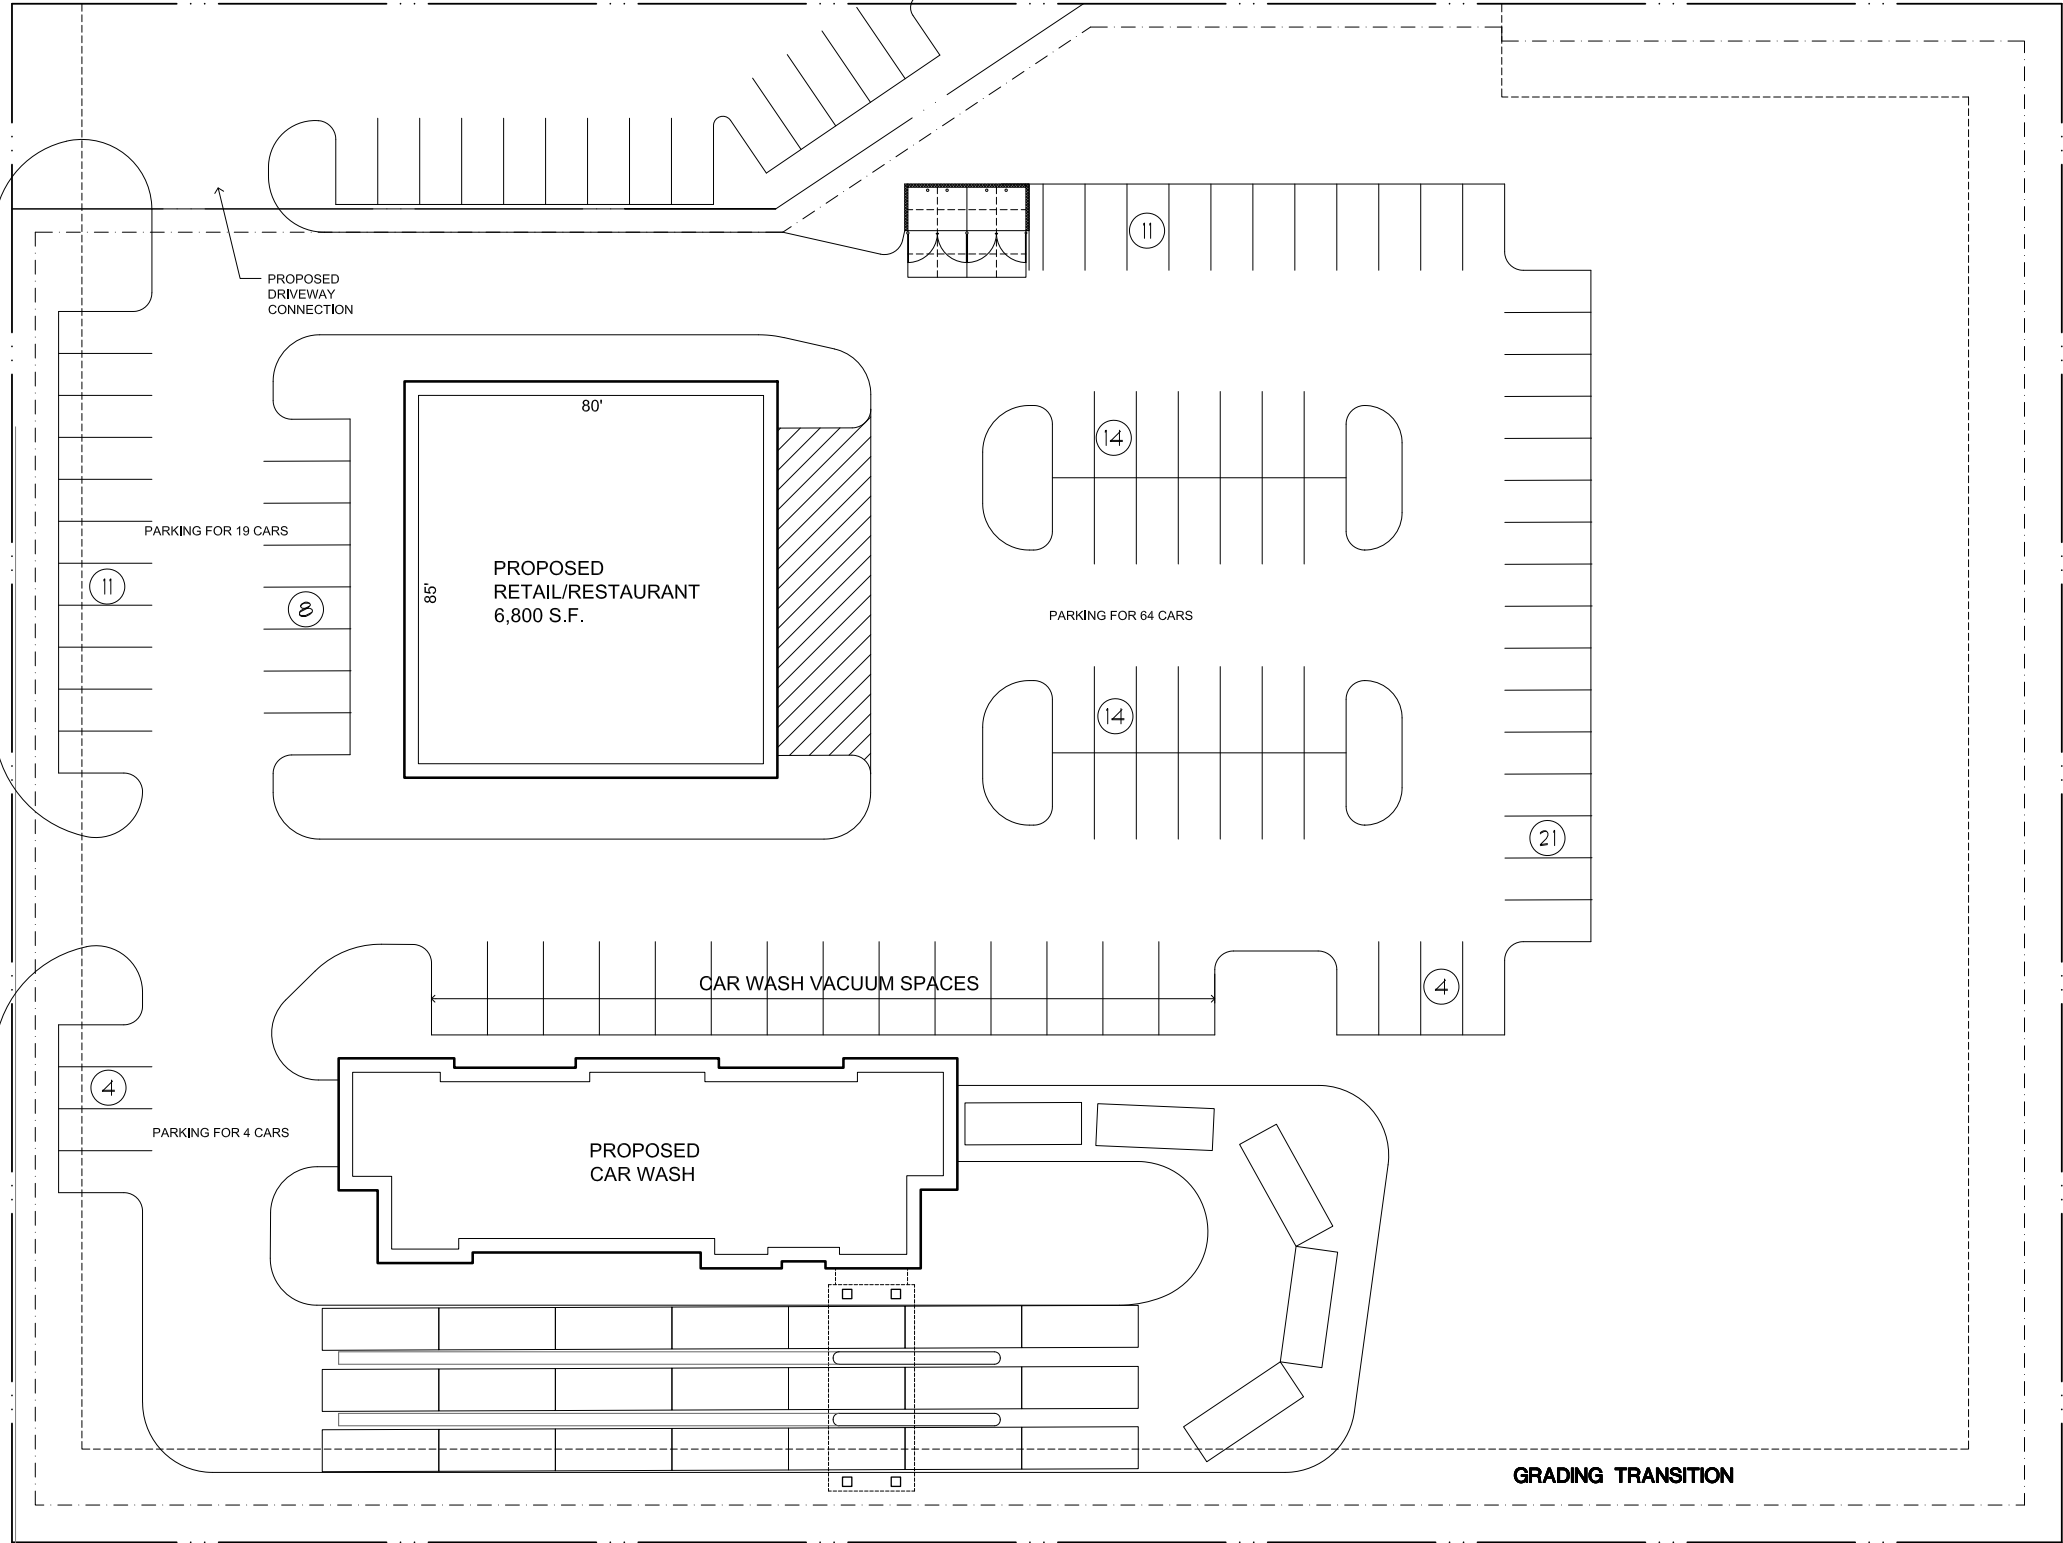 11
PROPOSED
DRIVEWAY
CONNECTION
80'
14
PARKING FOR 19 CARS
PROPOSED
RETAIL/RESTAURANT
6,800 S.F.
85'
11
8
PARKING FOR 64 CARS
14
21
CAR WASH VACUUM SPACES
4
4
PARKING FOR 4 CARS
PROPOSED
CAR WASH
GRADING TRANSITION